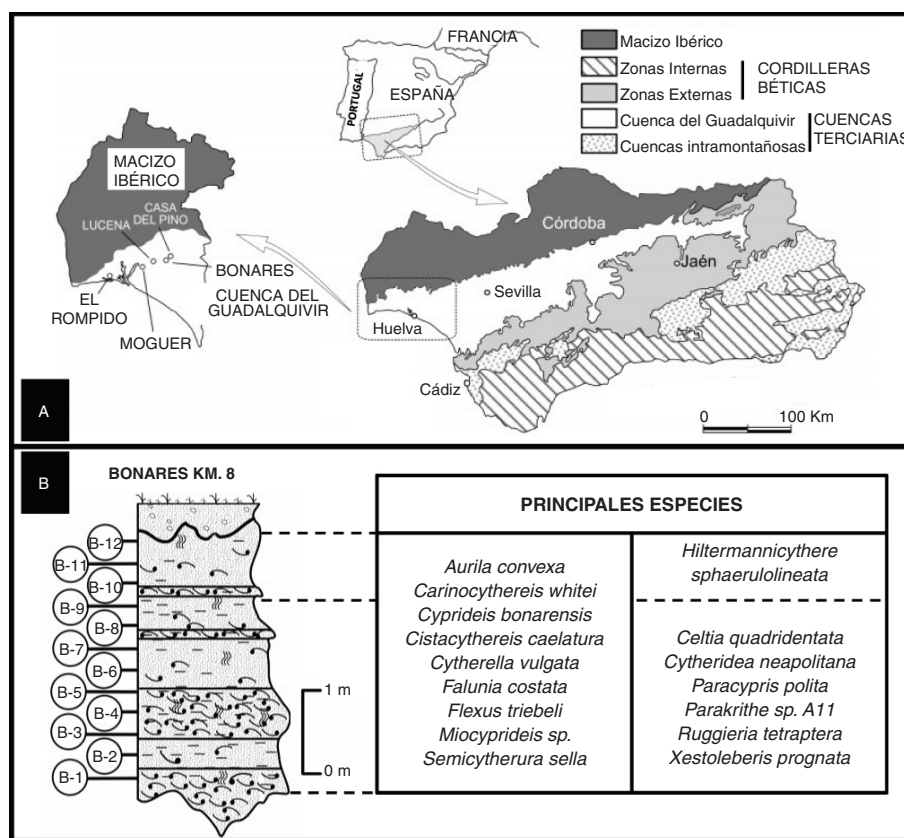 FRANCIA
PORTUGAL
ESPAÑA
Macizo Ibérico
Zonas Internas
Zonas Externas
CORDILLERAS
BÉTICAS
Cuenca del Guadalquivir
Cuencas intramontañosas
CUENCAS
TERCIARIAS
MACIZO
IBÉRICO
LUCENA
CASA
DEL PINO
BONARES
EL
ROMPIDO
CUENCA DEL
GUADALQUIVIR
MOGUER
Córdoba
Jaén
Sevilla
Huelva
Cádiz
0 100 Km
A
B
BONARES KM. 8
B-12
B-11
B-10
B-9
B-8
B-7
B-6
B-5
B-4
B-3
B-2
B-1
1 m
0 m
PRINCIPALES ESPECIES
Aurila convexa
Carinocythereis whitei
Cyprideis bonarensis
Cistacythereis caelatura
Cytherella vulgata
Falunia costata
Flexus triebeli
Miocyprideis sp.
Semicytherura sella
Hiltermannicythere
sphaerulolineata
Celtia quadridentata
Cytheridea neapolitana
Paracypris polita
Parakrithe sp. A11
Ruggieria tetraptera
Xestoleberis prognata